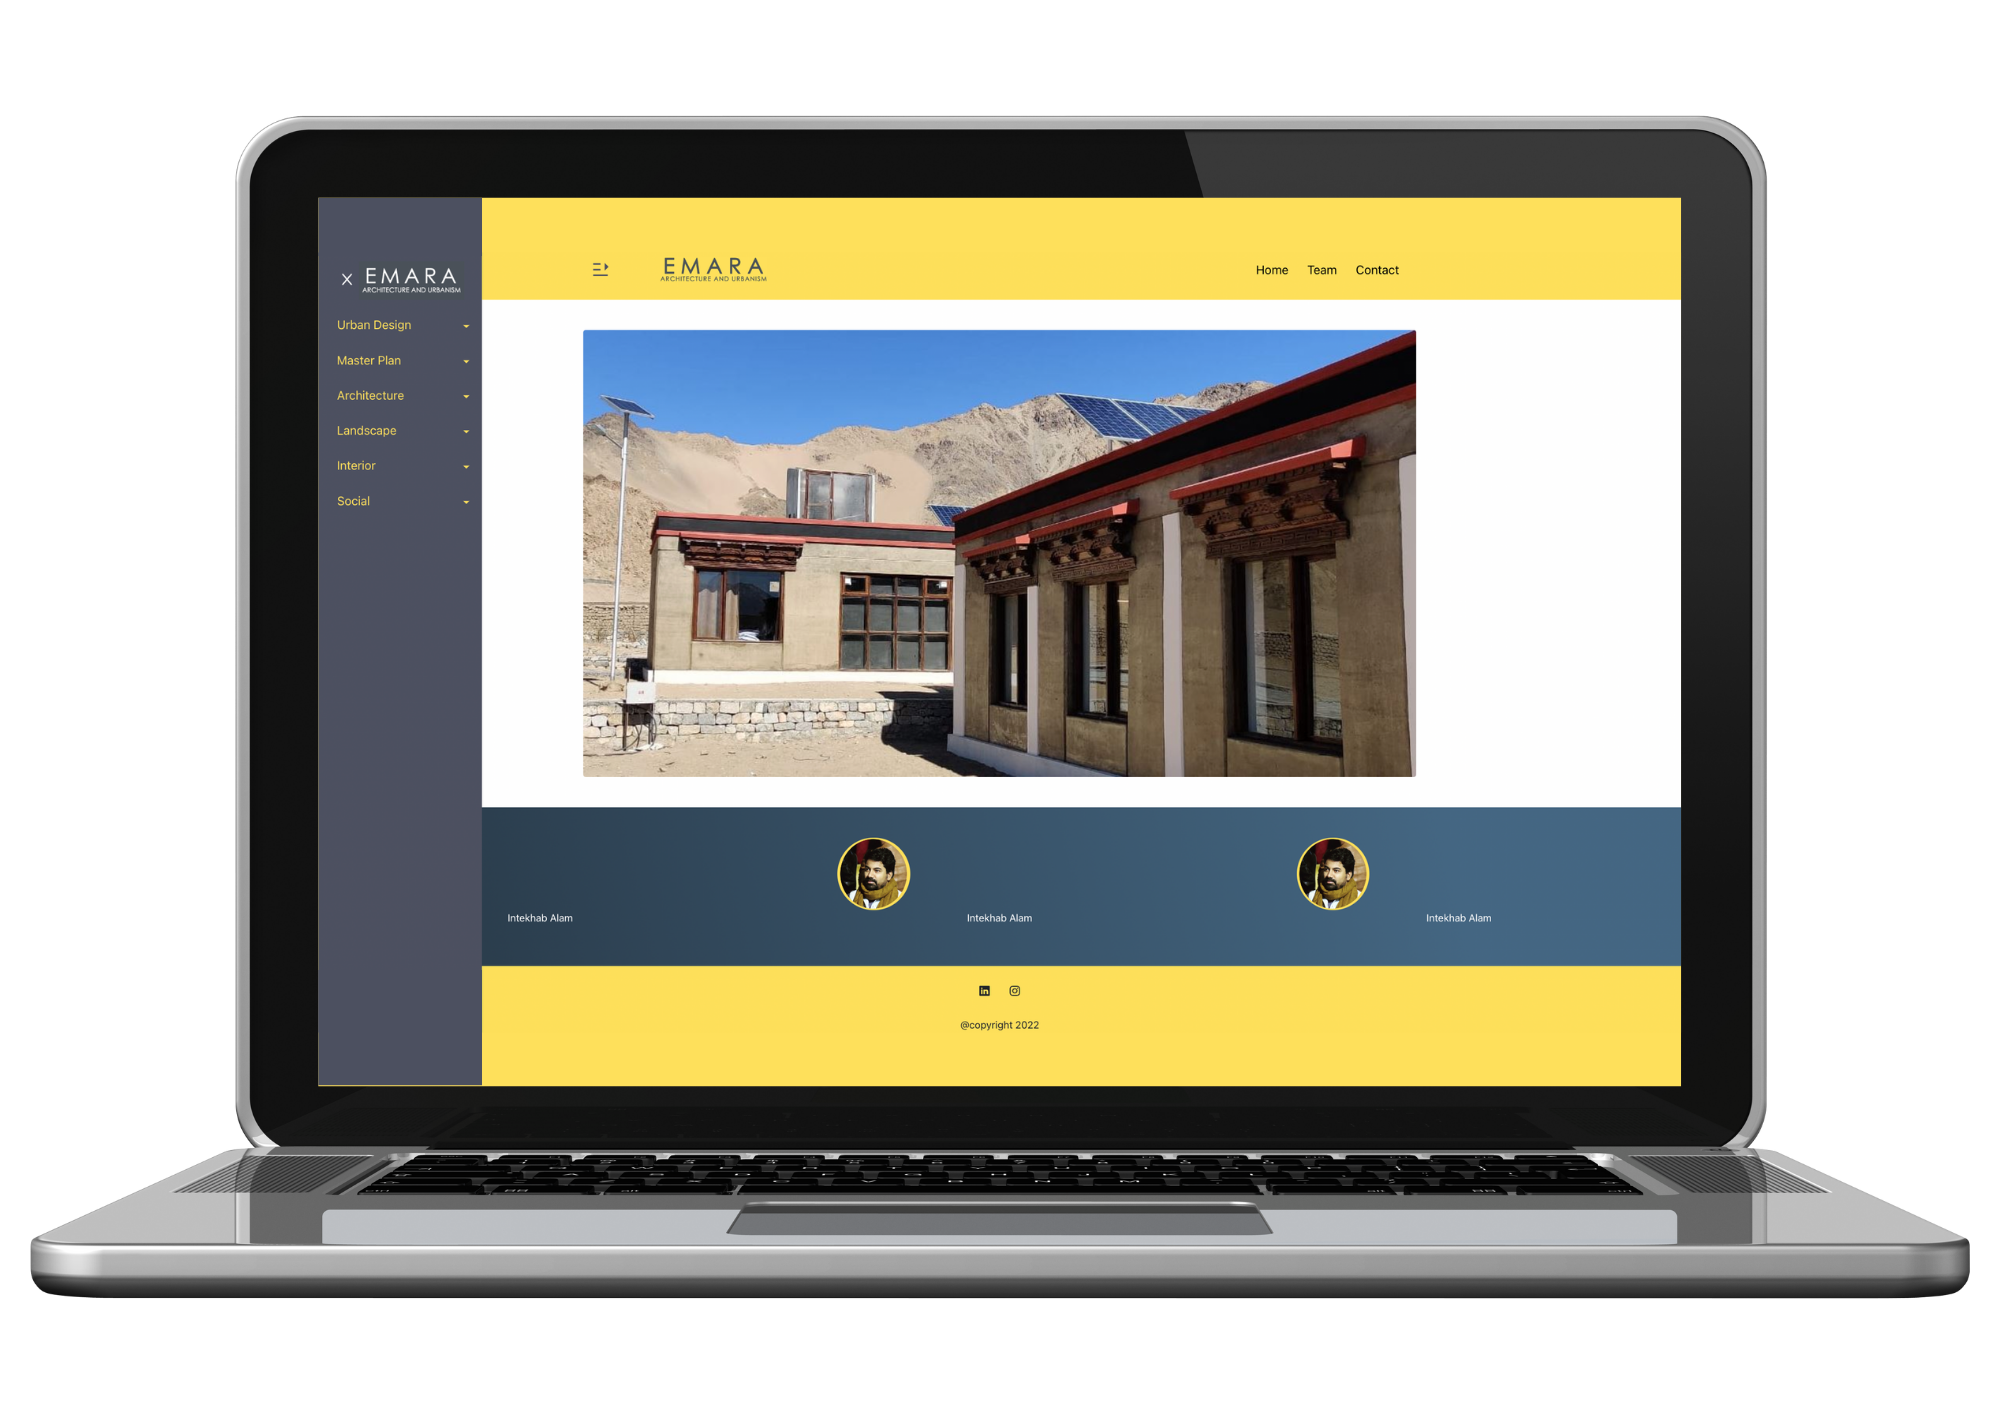 X EMARA
ARCHITECTURE AND URBANISM
Urban Design
Master Plan
Architecture
Landscape
Interior
Social
EMARA
ARCHITECTURE AND URBANISM
Home Team Contact
Intekhab Alam
Intekhab Alam
Intekhab Alam
in
@copyright 2022